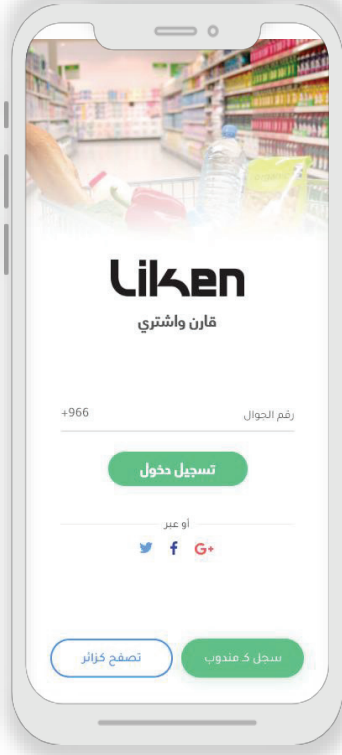 Liken
قارن واشتري
رقم الجوال +966
تسجيل دخول
أو عبر
G+ f
سجل كـ مندوب تصفح كزائر